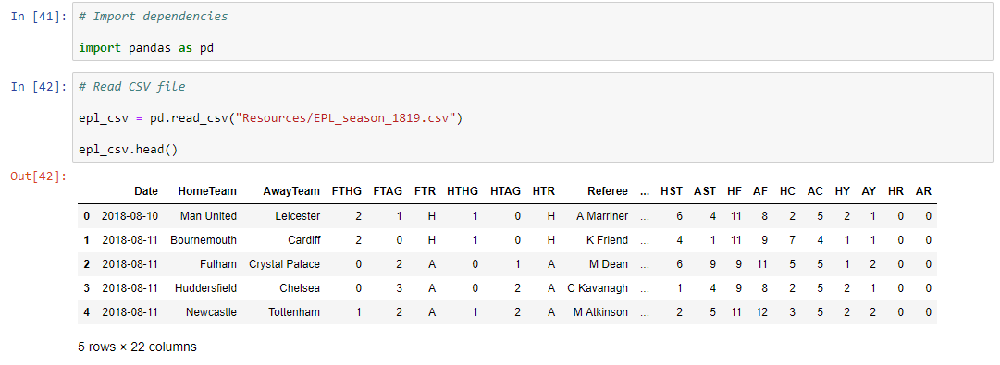 In [41]: # Import dependencies
import pandas as pd
In [42]: # Read CSV file
epl_csv = pd.read_csv("Resources/EPL_season_1819.csv")
epl_csv.head()
Out[42]:
Date HomeTeam AwayTeam FTHG FTAG FTR HTHG HTAG HTR Referee ... HST AST HF AF HC AC HY AY HR AR
0 2018-08-10 Man United Leicester 2 1 H 1 0 H A Marriner ... 6 4 11 8 2 5 2 1 0 0
1 2018-08-11 Bournemouth Cardiff 2 0 H 1 0 H K Friend ... 4 1 11 9 7 4 1 1 0 0
2 2018-08-11 Fulham Crystal Palace 0 2 A 0 1 A M Dean ... 6 9 9 11 5 5 1 2 0 0
3 2018-08-11 Huddersfield Chelsea 0 3 A 0 2 A C Kavanagh ... 1 4 9 8 2 5 2 1 0 0
4 2018-08-11 Newcastle Tottenham 1 2 A 1 2 A M Atkinson ... 2 5 11 12 3 5 2 2 0 0
5 rows × 22 columns